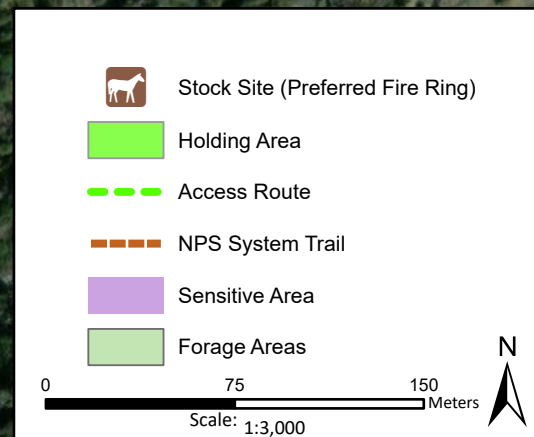 Stock Site (Preferred Fire Ring)
Holding Area
Access Route
NPS System Trail
Sensitive Area
Forage Areas
N
0 75 150
Meters
Scale: 1:3,000